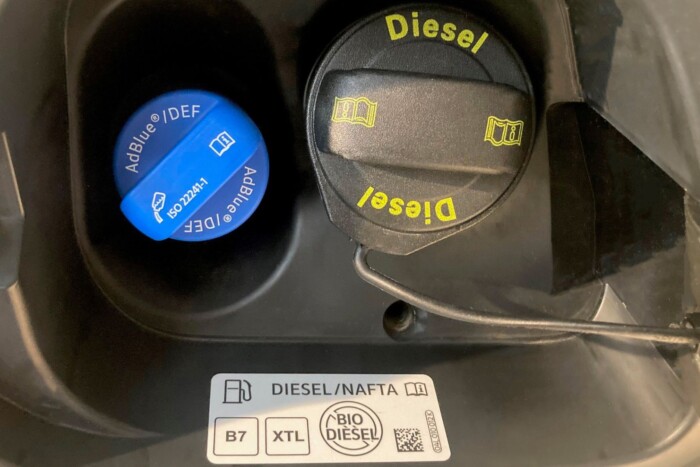 AdBlue®/DEF
ISO 22241-1
AdBlue®/DEF
Diesel
Diesel
DIESEL/NAFTA
B7
XTL
BIO
DIESEL